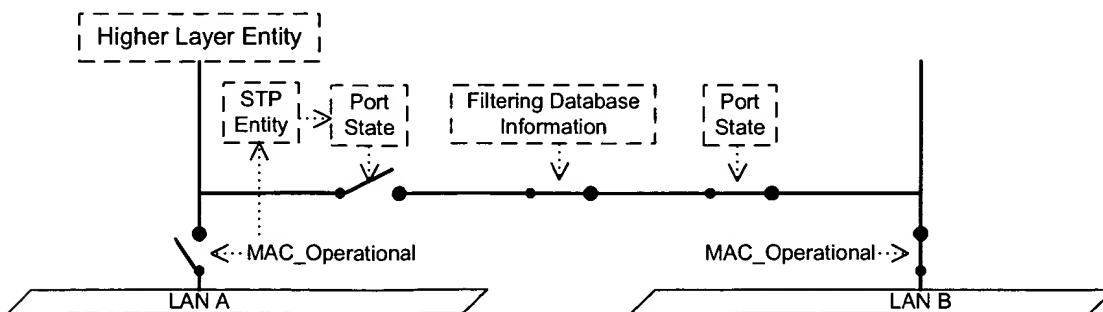 Higher Layer Entity
STP
Entity
Port
State
Filtering Database
Information
Port
State
MAC_Operational
MAC_Operational
LAN A
LAN B